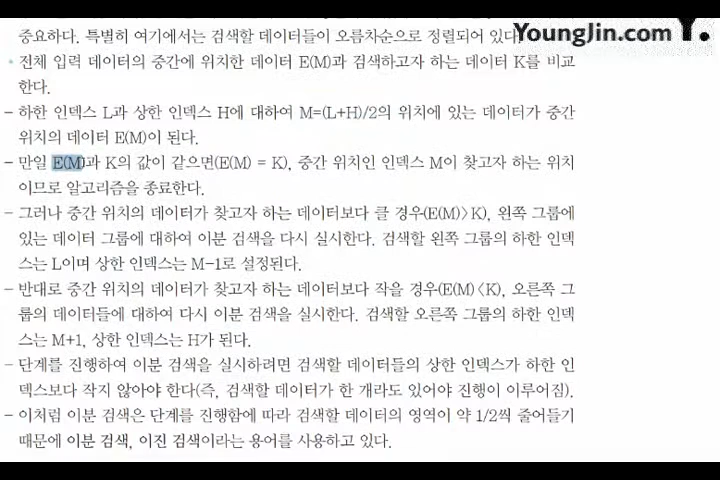 YoungJin.com Y.
중요하다. 특별히 여기에서는 검색할 데이터들이 오름차순으로 정렬되어 있다.
• 전체 입력 데이터의 중간에 위치한 데이터 E(M)과 검색하고자 하는 데이터 K를 비교
한다.
– 하한 인덱스 L과 상한 인덱스 H에 대하여 M=(L+H)/2의 위치에 있는 데이터가 중간
위치의 데이터 E(M)이 된다.
– 만일 E(M)과 K의 값이 같으면(E(M) = K), 중간 위치인 인덱스 M이 찾고자 하는 위치
이므로 알고리즘을 종료한다.
– 그러나 중간 위치의 데이터가 찾고자 하는 데이터보다 클 경우(E(M)>K), 왼쪽 그룹에
있는 데이터 그룹에 대하여 이분 검색을 다시 실시한다. 검색할 왼쪽 그룹의 하한 인덱
스는 L이며 상한 인덱스는 M-1로 설정된다.
– 반대로 중간 위치의 데이터가 찾고자 하는 데이터보다 작을 경우(E(M)<K), 오른쪽 그
룹의 데이터들에 대하여 다시 이분 검색을 실시한다. 검색할 오른쪽 그룹의 하한 인덱
스는 M+1, 상한 인덱스는 H가 된다.
– 단계를 진행하여 이분 검색을 실시하려면 검색할 데이터들의 상한 인덱스가 하한 인
덱스보다 작지 않아야 한다(즉, 검색할 데이터가 한 개라도 있어야 진행이 이루어짐).
– 이처럼 이분 검색은 단계를 진행함에 따라 검색할 데이터의 영역이 약 1/2씩 줄어들기
때문에 이분 검색, 이진 검색이라는 용어를 사용하고 있다.